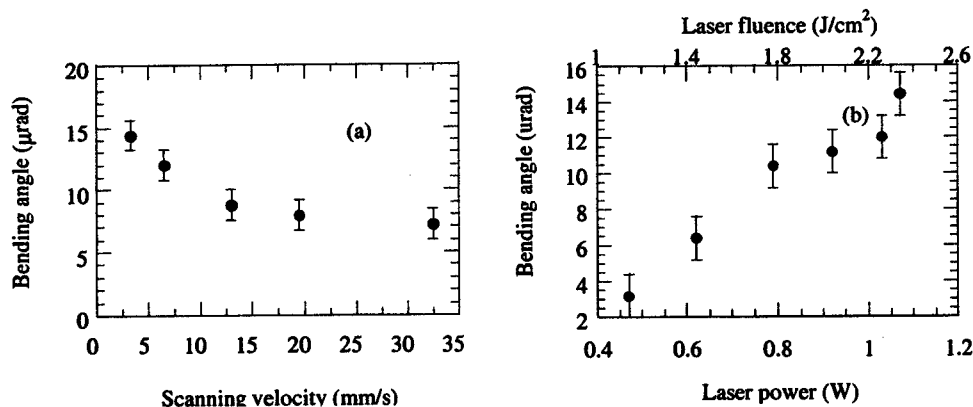 20
15
10
5
0
Bending angle (μrad)
(a)
0 5 10 15 20 25 30 35
Scanning velocity (mm/s)
Laser fluence (J/cm²)
1 1.4 1.8 2.2 2.6
16
14
12
10
8
6
4
2
Bending angle (urad)
(b)
0.4 0.6 0.8 1 1.2
Laser power (W)